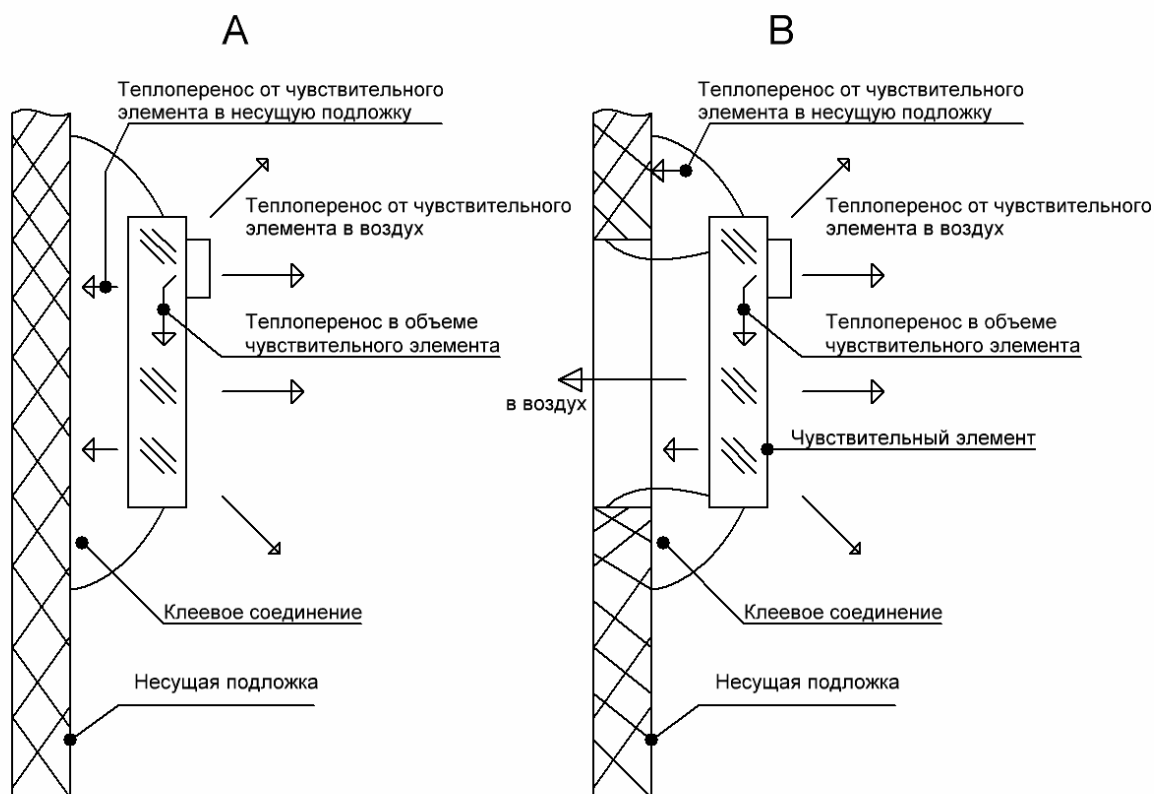 A
Теплоперенос от чувствительного
элемента в несущую подложку
Теплоперенос от чувствительного
элемента в воздух
Теплоперенос в объеме
чувствительного элемента
Клеевое соединение
Несущая подложка
B
Теплоперенос от чувствительного
элемента в несущую подложку
Теплоперенос от чувствительного
элемента в воздух
Теплоперенос в объеме
чувствительного элемента
в воздух
Чувствительный элемент
Клеевое соединение
Несущая подложка